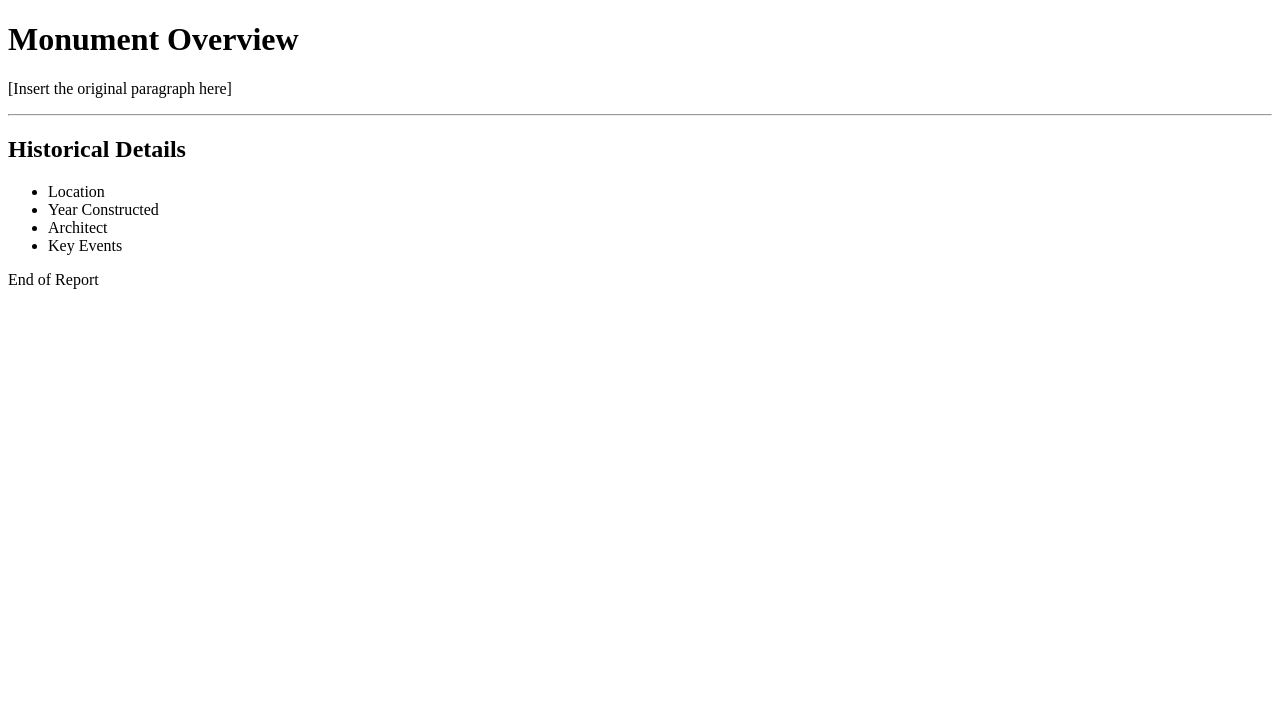 Monument Overview
[Insert the original paragraph here]
Historical Details
Location
Year Constructed
Architect
Key Events
End of Report